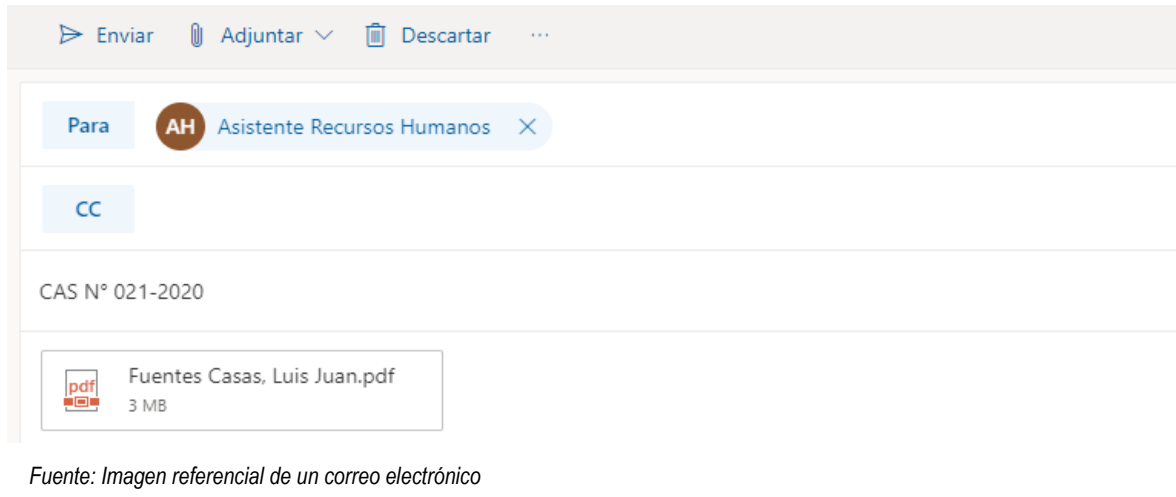 Enviar Adjuntar Descartar ...
Para AH Asistente Recursos Humanos
CC
CAS N° 021-2020
pdf Fuentes Casas, Luis Juan.pdf
3 MB
Fuente: Imagen referencial de un correo electrónico